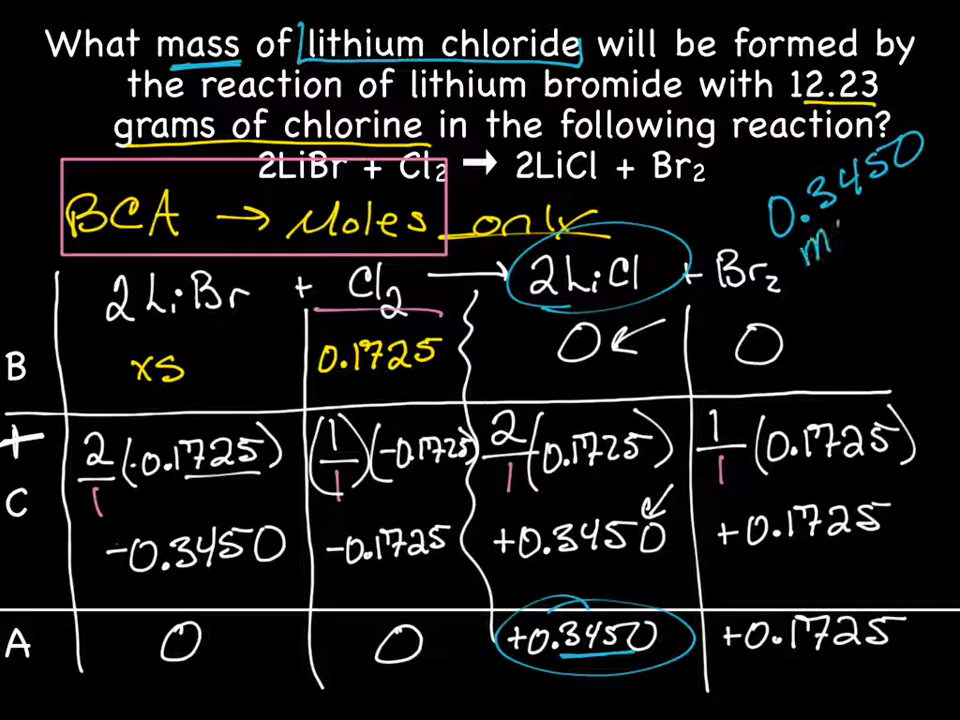 What mass of lithium chloride will be formed by
the reaction of lithium bromide with 12.23
grams of chlorine in the following reaction?
2LiBr + Cl₂ → 2LiCl + Br₂
BCA → Moles only
0.3450
m
2LiBr + Cl₂ → 2LiCl + Br₂
B xs 0.1725 0 0
+ 2/1 (-0.1725) (1/1)(-0.1725) 2/1 (0.1725) 1/1 (0.1725)
C -0.3450 -0.1725 +0.3450 +0.1725
A 0 0 +0.3450 +0.1725